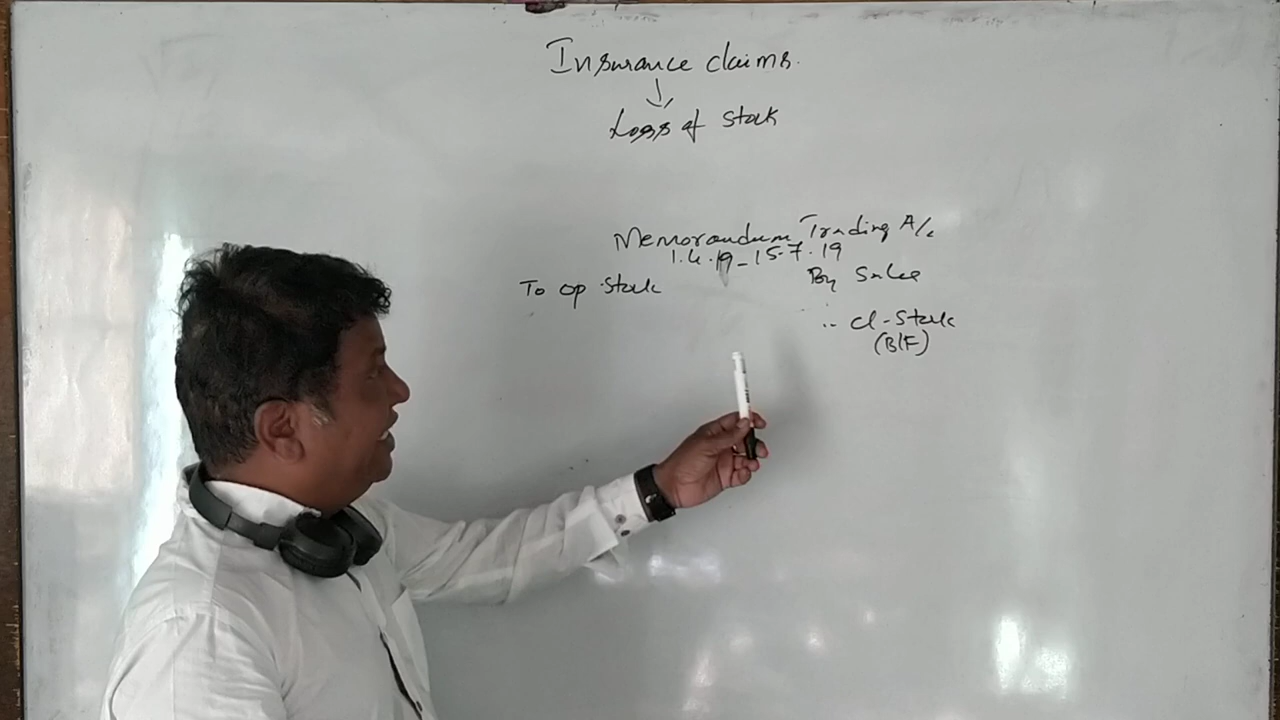 Insurance claims.
Loss of Stock
Memorandum Trading A/c
1.4.19-15.7.19
To op. Stock
By Sales
,, cl-Stock
(B/F)